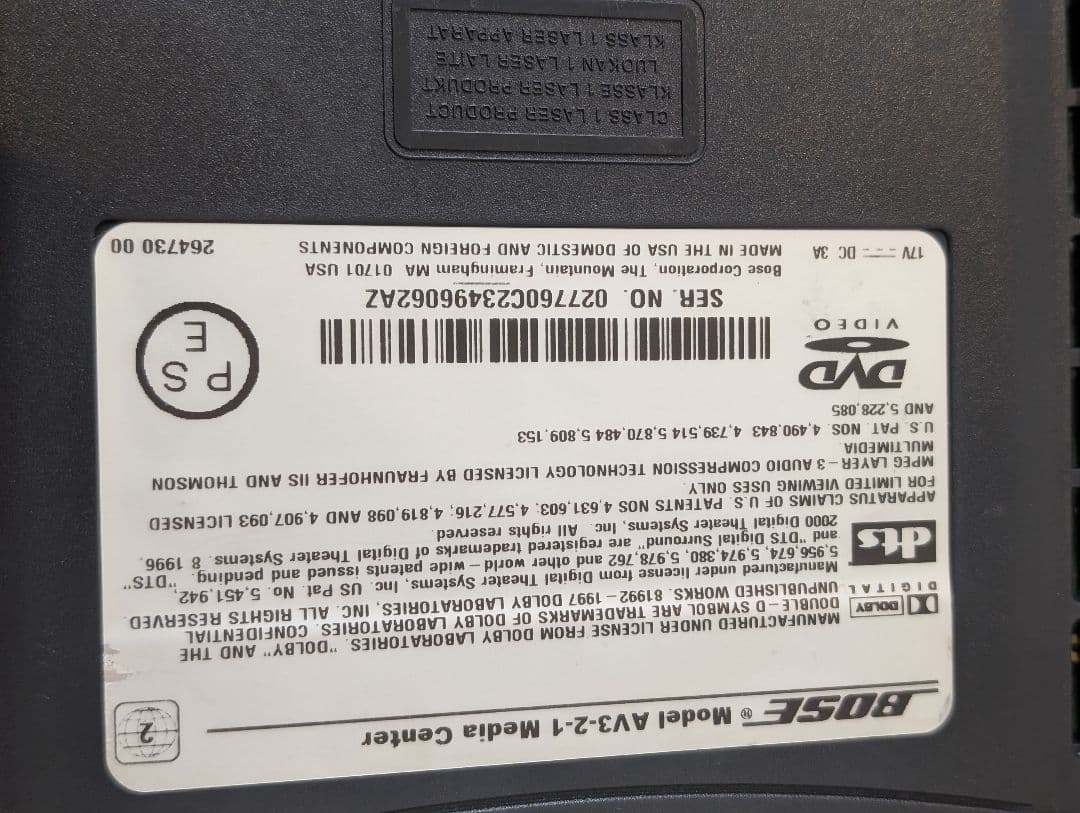 BOSE® Model AV3-2-1 Media Center
2
MANUFACTURED UNDER LICENSE FROM DOLBY LABORATORIES. "DOLBY" AND THE
DOUBLE-D SYMBOL ARE TRADEMARKS OF DOLBY LABORATORIES. CONFIDENTIAL
UNPUBLISHED WORKS. 81992-1997 DOLBY LABORATORIES, INC. ALL RIGHTS RESERVED.
DOLBY
DIGITAL
Manufactured under license from Digital Theater Systems, Inc. US Pat. No. 5,451,942,
5,956,674, 5,974,380, 5,978,762 and other world-wide patents issued and pending. "DTS"
and "DTS Digital Surround" are registered trademarks of Digital Theater Systems. 8 1996,
2000 Digital Theater Systems, Inc. All rights reserved.
dts
APPARATUS CLAIMS OF U.S. PATENTS NOS 4,631,603; 4,577,216; 4,819,098 AND 4,907,093 LICENSED
FOR LIMITED VIEWING USES ONLY.
MPEG LAYER-3 AUDIO COMPRESSION TECHNOLOGY LICENSED BY FRAUNHOFER IIS AND THOMSON
MULTIMEDIA.
U.S. PAT. NOS. 4,490,843 4,739,514 5,870,484 5,809,153
AND 5,228,085
DVD
VIDEO
P S
E
SER. NO. 027760C23496062AZ
Bose Corporation, The Mountain, Framingham MA 01701 USA
17V DC 3A
MADE IN THE USA OF DOMESTIC AND FOREIGN COMPONENTS
264730 00
CLASS 1 LASER PRODUCT
KLASSE 1 LASER PRODUKT
LUOKAN 1 LASER LAITE
KLASS 1 LASER APPARAT